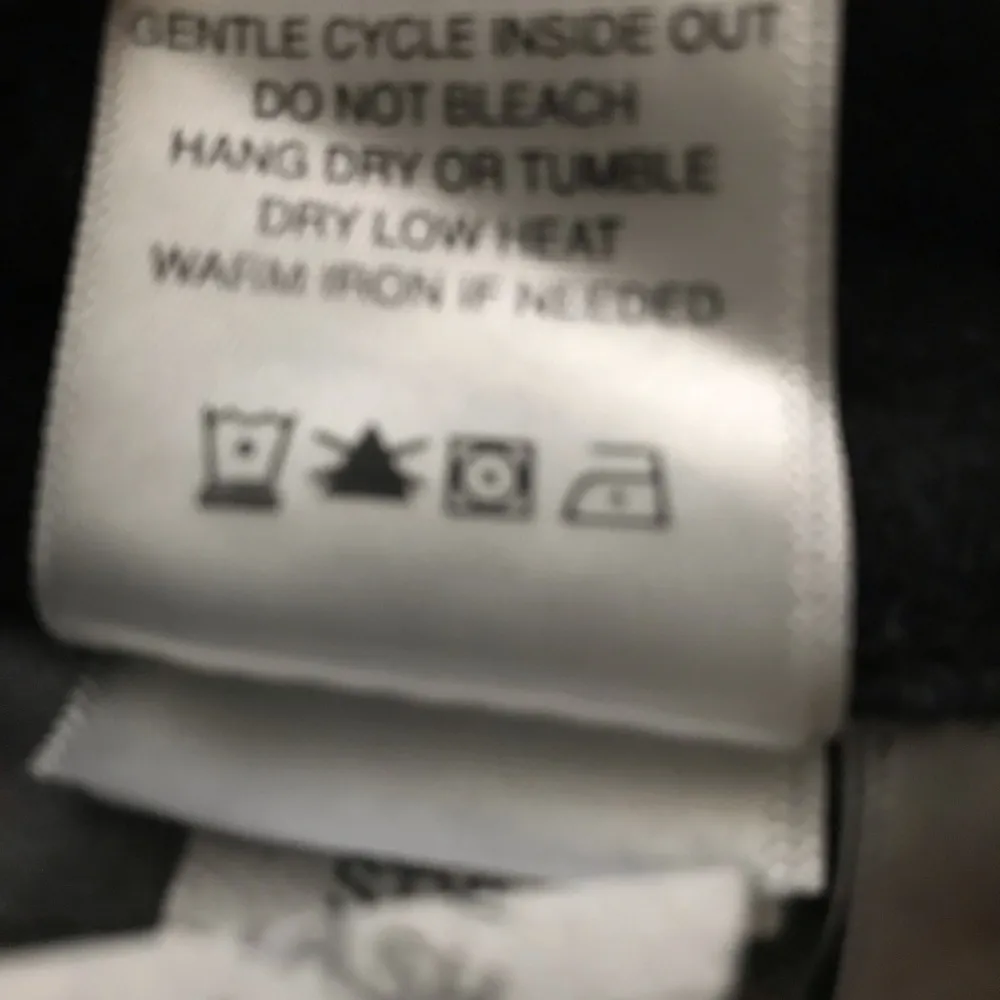 GENTLE CYCLE INSIDE OUT
DO NOT BLEACH
HANG DRY OR TUMBLE
DRY LOW HEAT
WARM IRON IF NEEDED